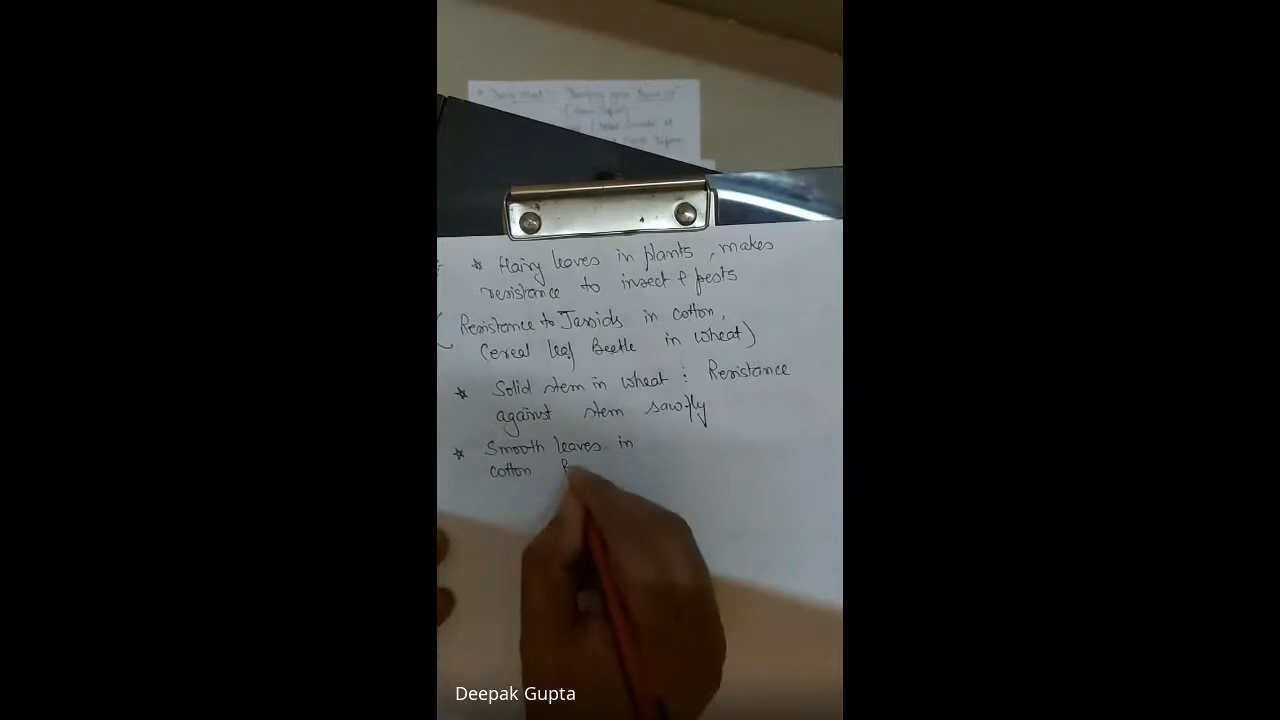 * Hairy leaves in plants, makes
resistance to insect & pests
(Resistance to Jassids in cotton,
Cereal leaf Beetle in wheat)
* Solid stem in wheat : Resistance
against stem sawfly
* Smooth leaves in
cotton
Deepak Gupta